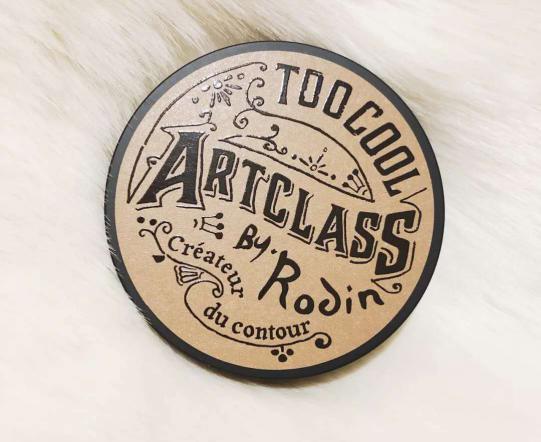 TOO COOL
ARTCLASS
By.
Rodin
Créateur
du contour